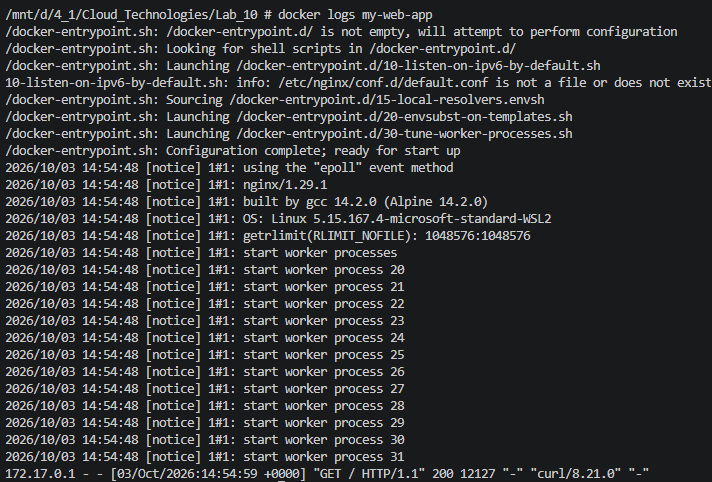 /mnt/d/4_1/Cloud_Technologies/Lab_10 # docker logs my-web-app
/docker-entrypoint.sh: /docker-entrypoint.d/ is not empty, will attempt to perform configuration
/docker-entrypoint.sh: Looking for shell scripts in /docker-entrypoint.d/
/docker-entrypoint.sh: Launching /docker-entrypoint.d/10-listen-on-ipv6-by-default.sh
10-listen-on-ipv6-by-default.sh: info: /etc/nginx/conf.d/default.conf is not a file or does not exist
/docker-entrypoint.sh: Sourcing /docker-entrypoint.d/15-local-resolvers.envsh
/docker-entrypoint.sh: Launching /docker-entrypoint.d/20-envsubst-on-templates.sh
/docker-entrypoint.sh: Launching /docker-entrypoint.d/30-tune-worker-processes.sh
/docker-entrypoint.sh: Configuration complete; ready for start up
2026/10/03 14:54:48 [notice] 1#1: using the "epoll" event method
2026/10/03 14:54:48 [notice] 1#1: nginx/1.29.1
2026/10/03 14:54:48 [notice] 1#1: built by gcc 14.2.0 (Alpine 14.2.0)
2026/10/03 14:54:48 [notice] 1#1: OS: Linux 5.15.167.4-microsoft-standard-WSL2
2026/10/03 14:54:48 [notice] 1#1: getrlimit(RLIMIT_NOFILE): 1048576:1048576
2026/10/03 14:54:48 [notice] 1#1: start worker processes
2026/10/03 14:54:48 [notice] 1#1: start worker process 20
2026/10/03 14:54:48 [notice] 1#1: start worker process 21
2026/10/03 14:54:48 [notice] 1#1: start worker process 22
2026/10/03 14:54:48 [notice] 1#1: start worker process 23
2026/10/03 14:54:48 [notice] 1#1: start worker process 24
2026/10/03 14:54:48 [notice] 1#1: start worker process 25
2026/10/03 14:54:48 [notice] 1#1: start worker process 26
2026/10/03 14:54:48 [notice] 1#1: start worker process 27
2026/10/03 14:54:48 [notice] 1#1: start worker process 28
2026/10/03 14:54:48 [notice] 1#1: start worker process 29
2026/10/03 14:54:48 [notice] 1#1: start worker process 30
2026/10/03 14:54:48 [notice] 1#1: start worker process 31
172.17.0.1 - - [03/Oct/2026:14:54:59 +0000] "GET / HTTP/1.1" 200 12127 "-" "curl/8.21.0" "-"